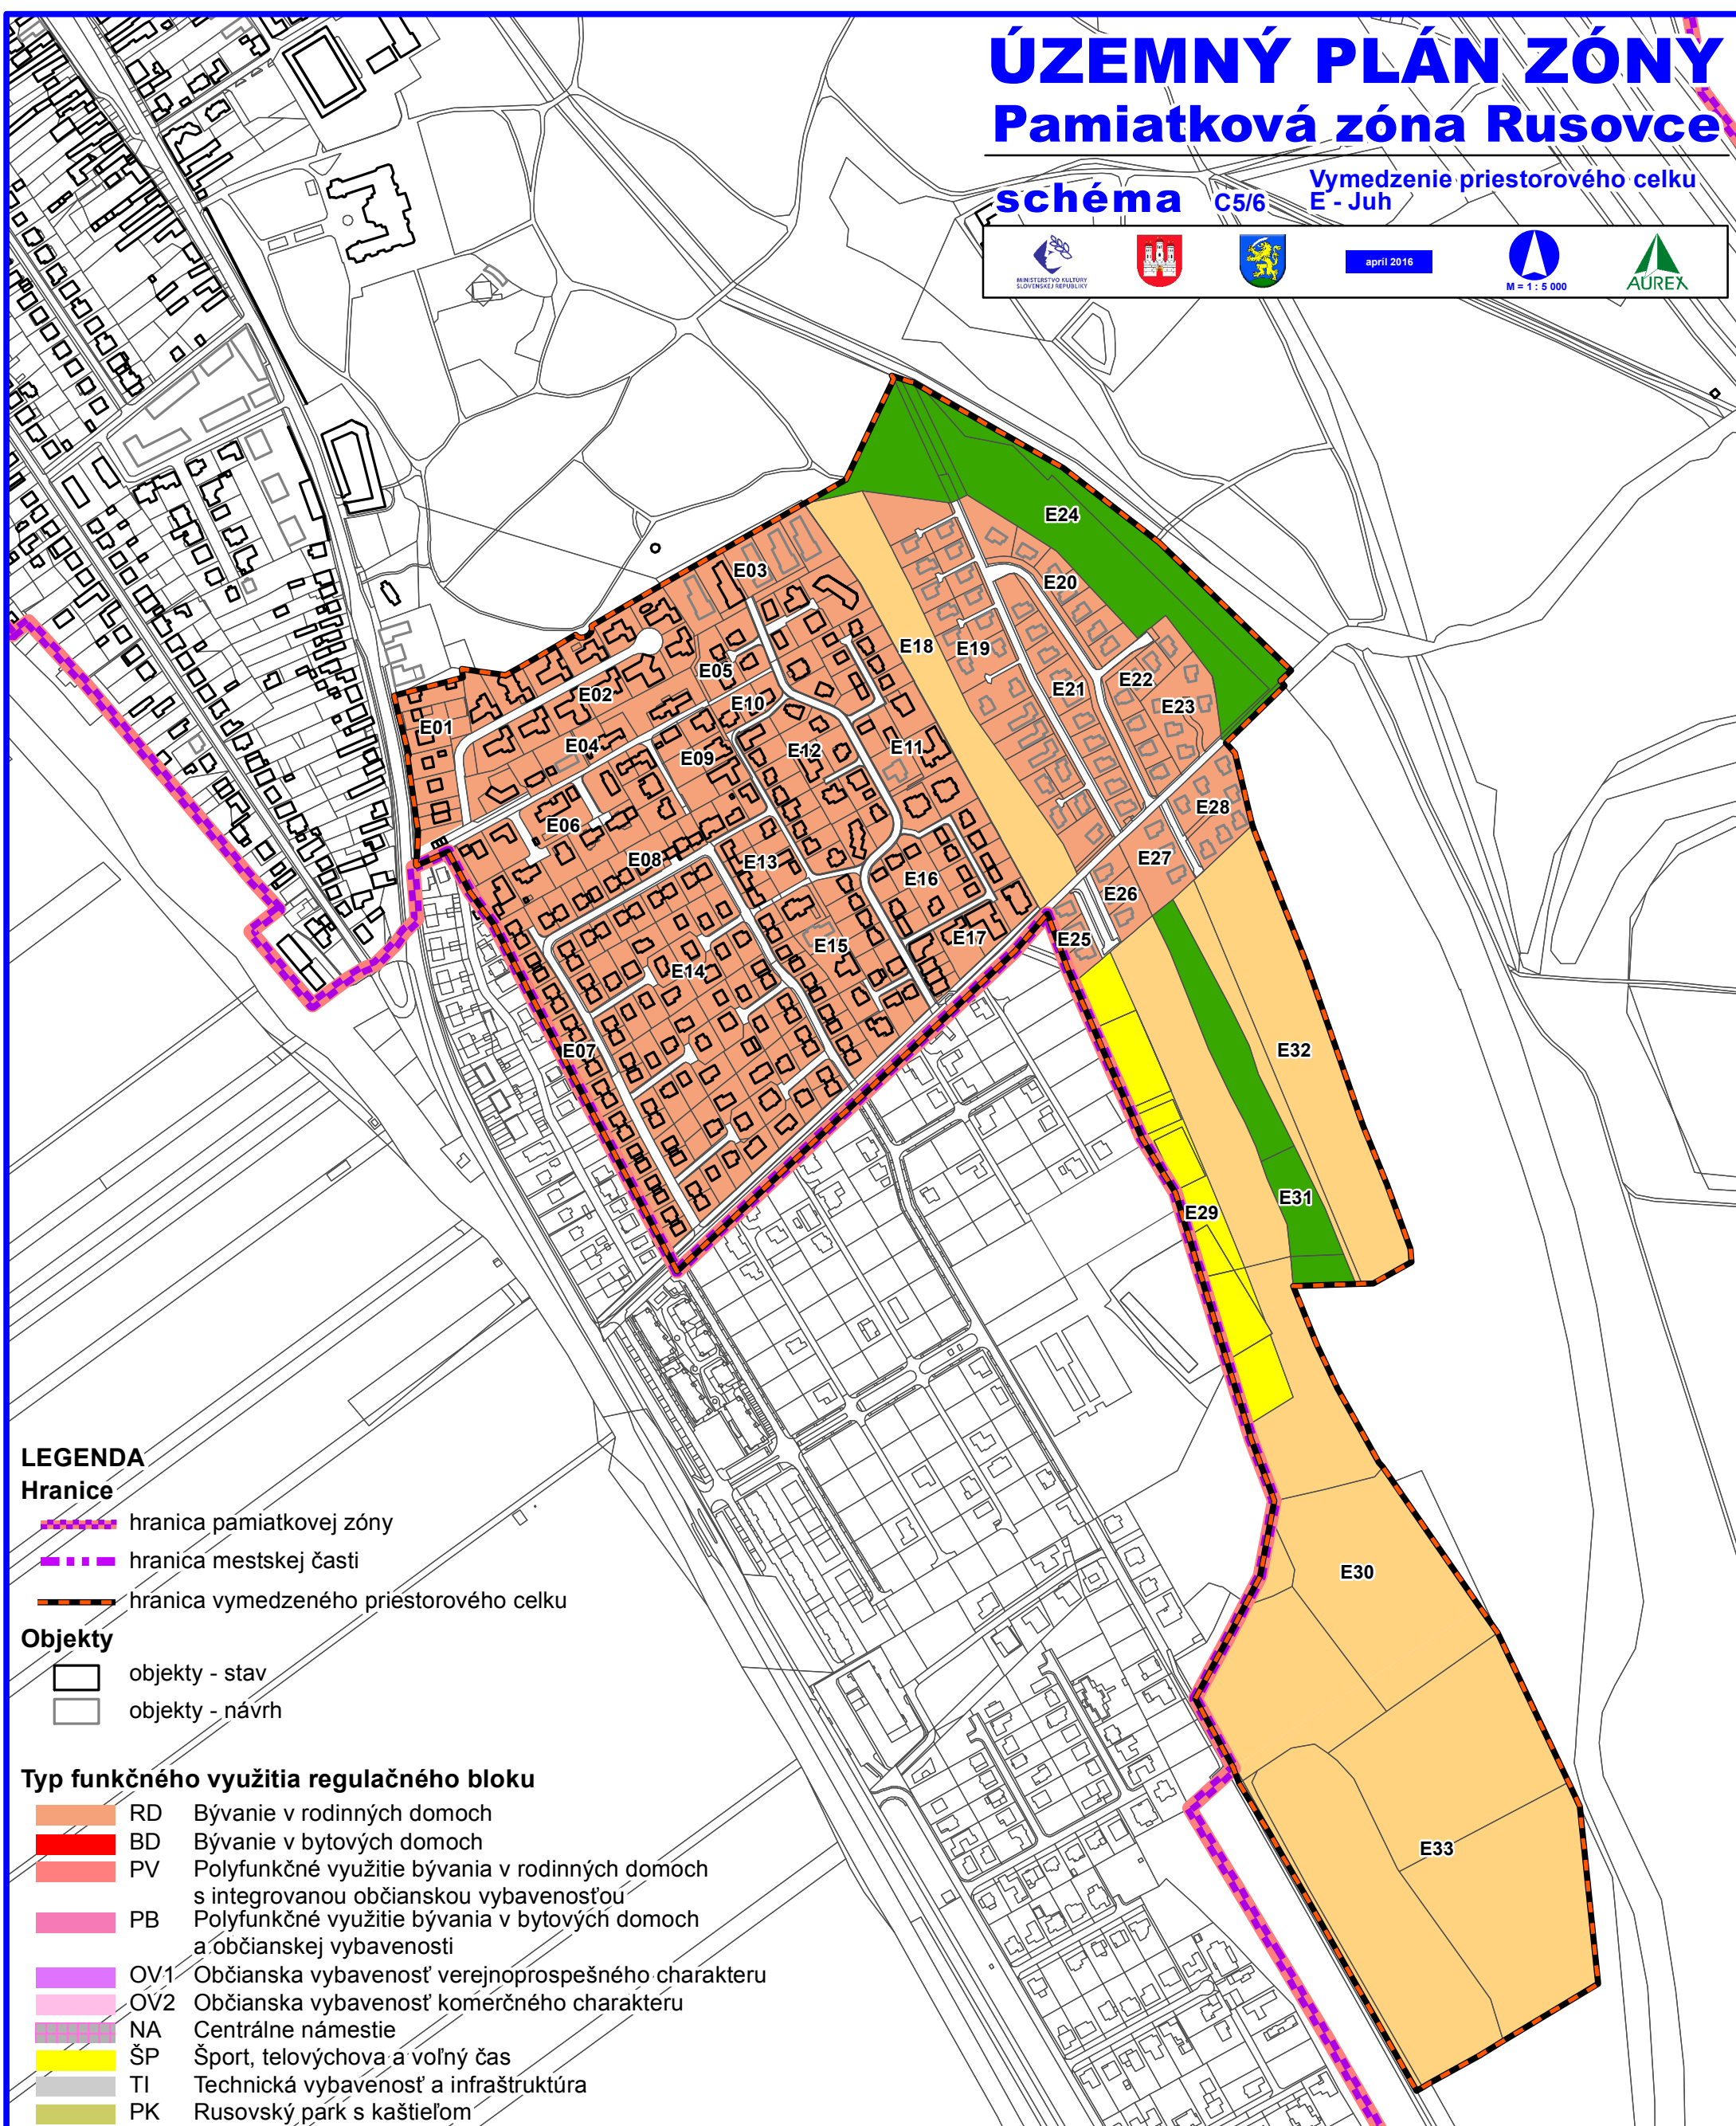 ÚZEMNÝ PLÁN ZÓNY
Pamiatková zóna Rusovce
schéma C5/6 Vymedzenie priestorového celku
E - Juh
MINISTERSTVO KULTÚRY
SLOVENSKEJ REPUBLIKY
apríl 2016
M = 1 : 5 000
AUREX
E24
E03
E20
E18
E19
E05
E22
E21
E02
E10
E23
E01
E04
E12
E11
E09
E28
E06
E27
E08
E13
E16
E26
E17
E25
E15
E14
E07
E32
E31
E29
E30
E33
LEGENDA
Hranice
hranica pamiatkovej zóny
hranica mestskej časti
hranica vymedzeného priestorového celku
Objekty
objekty - stav
objekty - návrh
Typ funkčného využitia regulačného bloku
RD Bývanie v rodinných domoch
BD Bývanie v bytových domoch
PV Polyfunkčné využitie bývania v rodinných domoch
s integrovanou občianskou vybavenosťou
PB Polyfunkčné využitie bývania v bytových domoch
a občianskej vybavenosti
OV1 Občianska vybavenosť verejnoprospešného charakteru
OV2 Občianska vybavenosť komerčného charakteru
NA Centrálne námestie
ŠP Šport, telovýchova a voľný čas
TI Technická vybavenosť a infraštruktúra
PK Rusovský park s kaštieľom